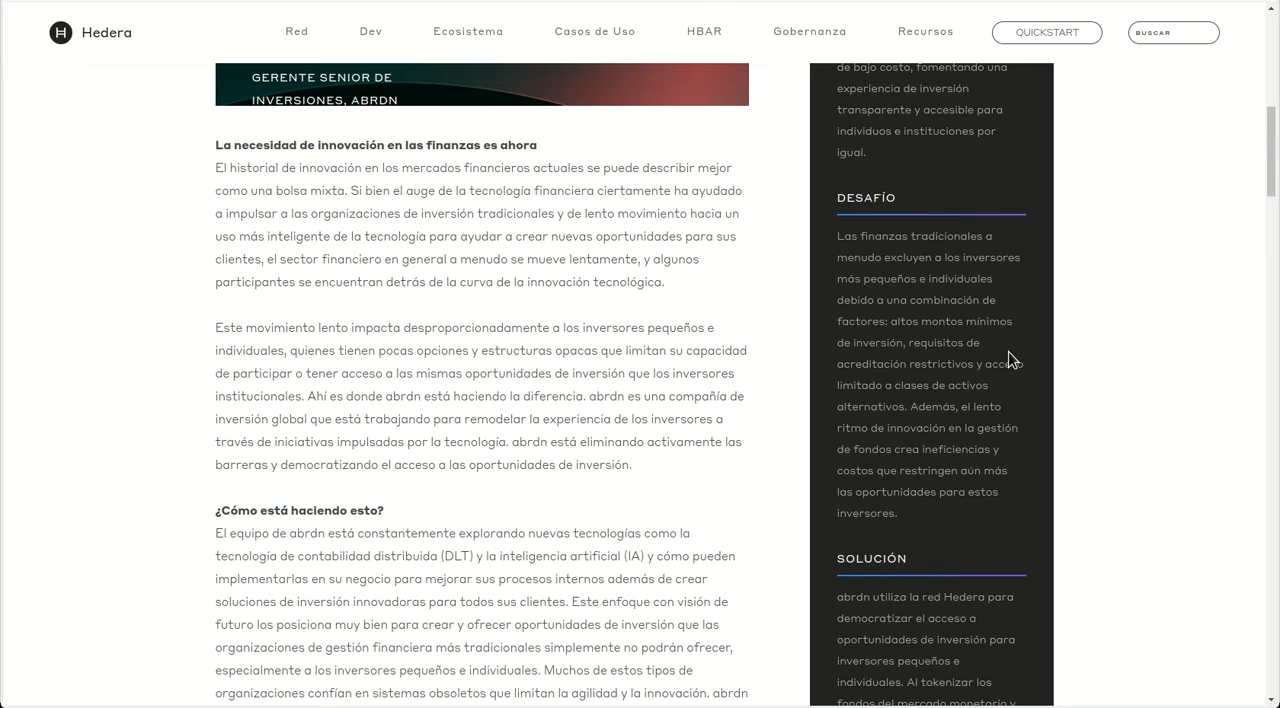 Hedera
Red
Dev
Ecosistema
Casos de Uso
HBAR
Gobernanza
Recursos
QUICKSTART
BUSCAR
GERENTE SENIOR DE
INVERSIONES, ABRDN
La necesidad de innovación en las finanzas es ahora
El historial de innovación en los mercados financieros actuales se puede describir mejor
como una bolsa mixta. Si bien el auge de la tecnología financiera ciertamente ha ayudado
a impulsar a las organizaciones de inversión tradicionales y de lento movimiento hacia un
uso más inteligente de la tecnología para ayudar a crear nuevas oportunidades para sus
clientes, el sector financiero en general a menudo se mueve lentamente, y algunos
participantes se encuentran detrás de la curva de la innovación tecnológica.
Este movimiento lento impacta desproporcionadamente a los inversores pequeños e
individuales, quienes tienen pocas opciones y estructuras opacas que limitan su capacidad
de participar o tener acceso a las mismas oportunidades de inversión que los inversores
institucionales. Ahí es donde abrdn está haciendo la diferencia. abrdn es una compañía de
inversión global que está trabajando para remodelar la experiencia de los inversores a
través de iniciativas impulsadas por la tecnología. abrdn está eliminando activamente las
barreras y democratizando el acceso a las oportunidades de inversión.
¿Cómo está haciendo esto?
El equipo de abrdn está constantemente explorando nuevas tecnologías como la
tecnología de contabilidad distribuida (DLT) y la inteligencia artificial (IA) y cómo pueden
implementarlas en su negocio para mejorar sus procesos internos además de crear
soluciones de inversión innovadoras para todos sus clientes. Este enfoque con visión de
futuro los posiciona muy bien para crear y ofrecer oportunidades de inversión que las
organizaciones de gestión financiera más tradicionales simplemente no podrán ofrecer,
especialmente a los inversores pequeños e individuales. Muchos de estos tipos de
organizaciones confían en sistemas obsoletos que limitan la agilidad y la innovación. abrdn
de bajo costo, fomentando una
experiencia de inversión
transparente y accesible para
individuos e instituciones por
igual.
DESAFÍO
Las finanzas tradicionales a
menudo excluyen a los inversores
más pequeños e individuales
debido a una combinación de
factores: altos montos mínimos
de inversión, requisitos de
acreditación restrictivos y acceso
limitado a clases de activos
alternativos. Además, el lento
ritmo de innovación en la gestión
de fondos crea ineficiencias y
costos que restringen aún más
las oportunidades para estos
inversores.
SOLUCIÓN
abrdn utiliza la red Hedera para
democratizar el acceso a
oportunidades de inversión para
inversores pequeños e
individuales. Al tokenizar los
fondos del mercado monetario y